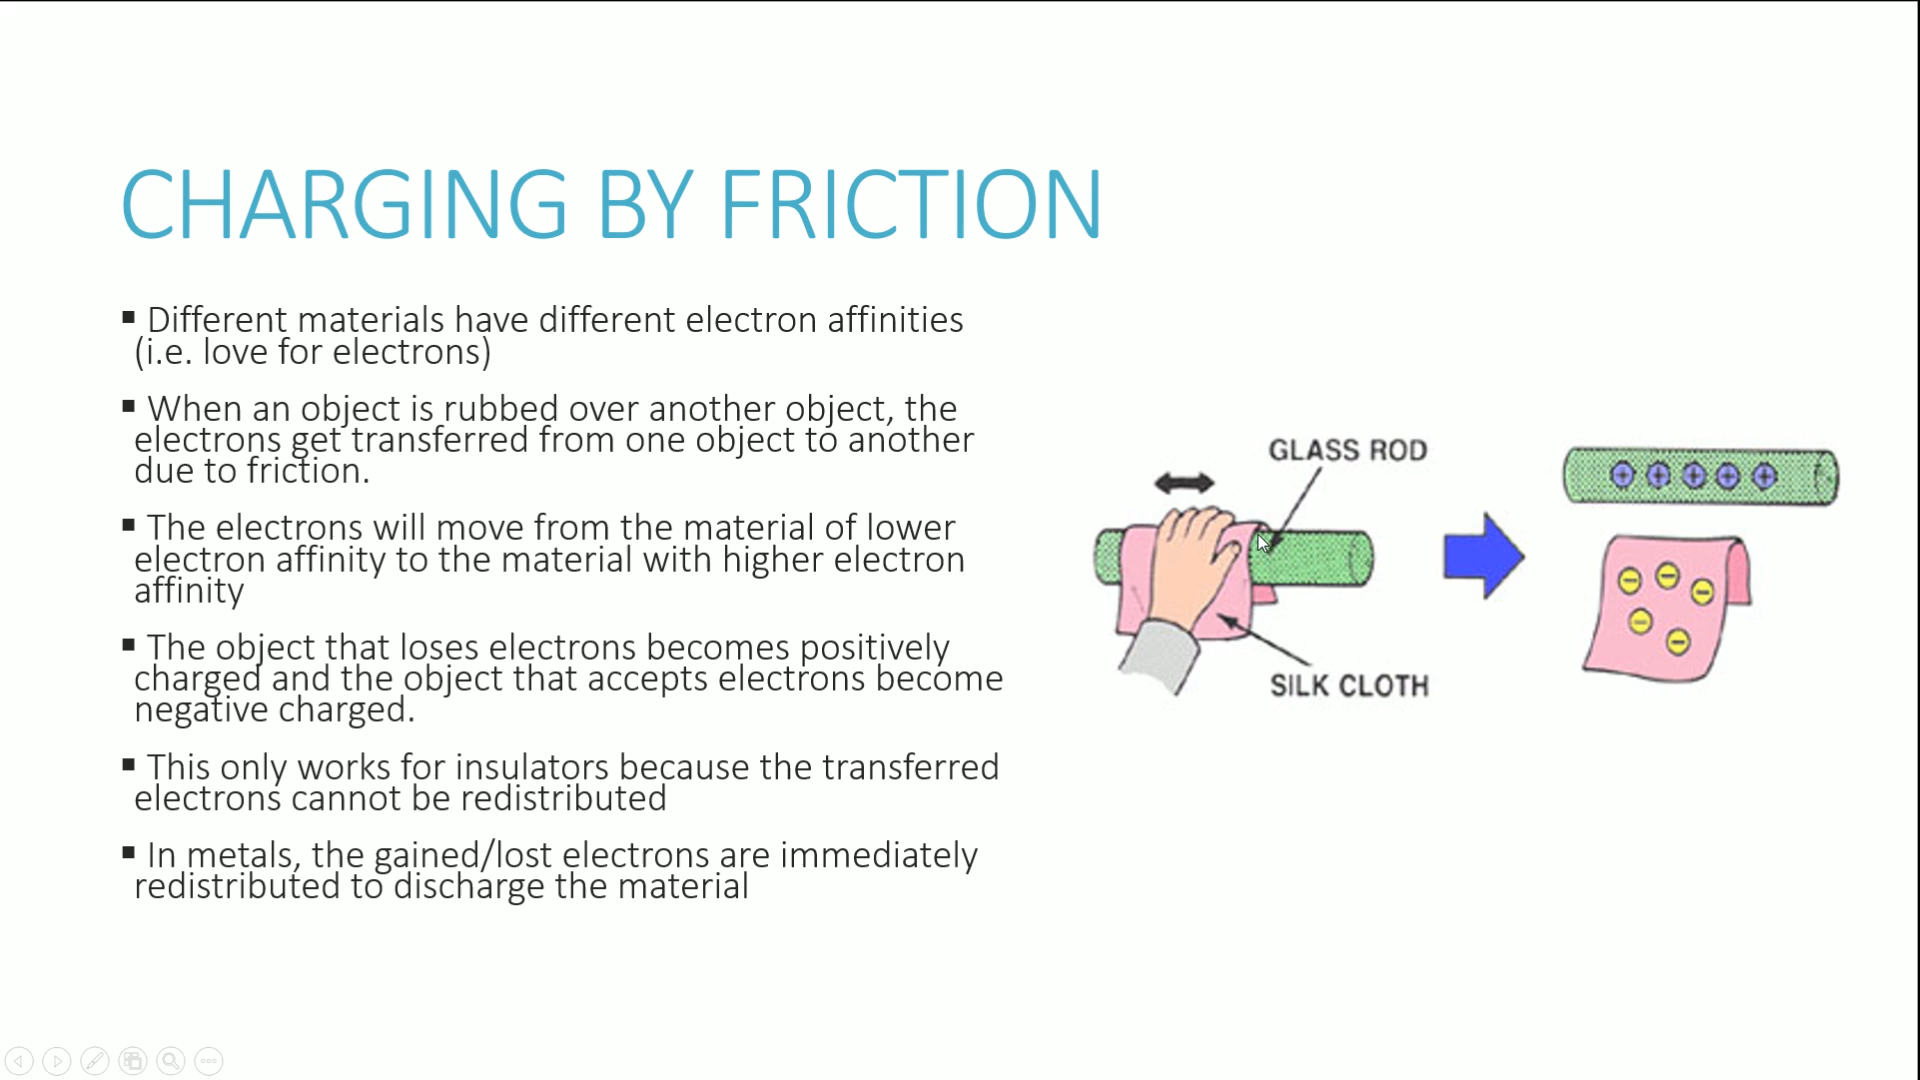 CHARGING BY FRICTION
▪ Different materials have different electron affinities
(i.e. love for electrons)
▪ When an object is rubbed over another object, the
electrons get transferred from one object to another
due to friction.
▪ The electrons will move from the material of lower
electron affinity to the material with higher electron
affinity
▪ The object that loses electrons becomes positively
charged and the object that accepts electrons become
negative charged.
▪ This only works for insulators because the transferred
electrons cannot be redistributed
▪ In metals, the gained/lost electrons are immediately
redistributed to discharge the material
GLASS ROD
SILK CLOTH